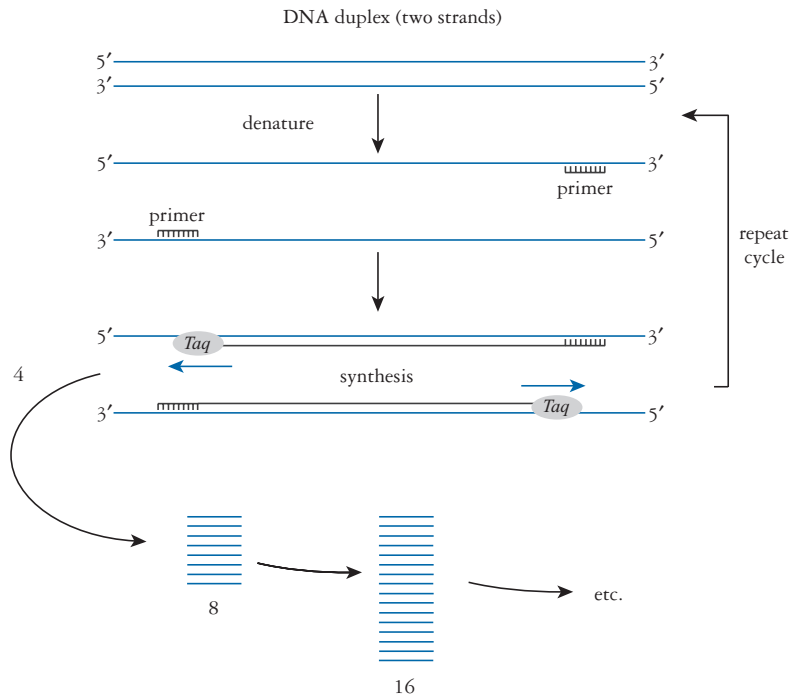 DNA duplex (two strands)
5′ 3′
3′ 5′
denature
5′ 3′
primer
primer
3′ 5′
repeat
cycle
5′ Taq 3′
4
synthesis
3′ Taq 5′
8
etc.
16